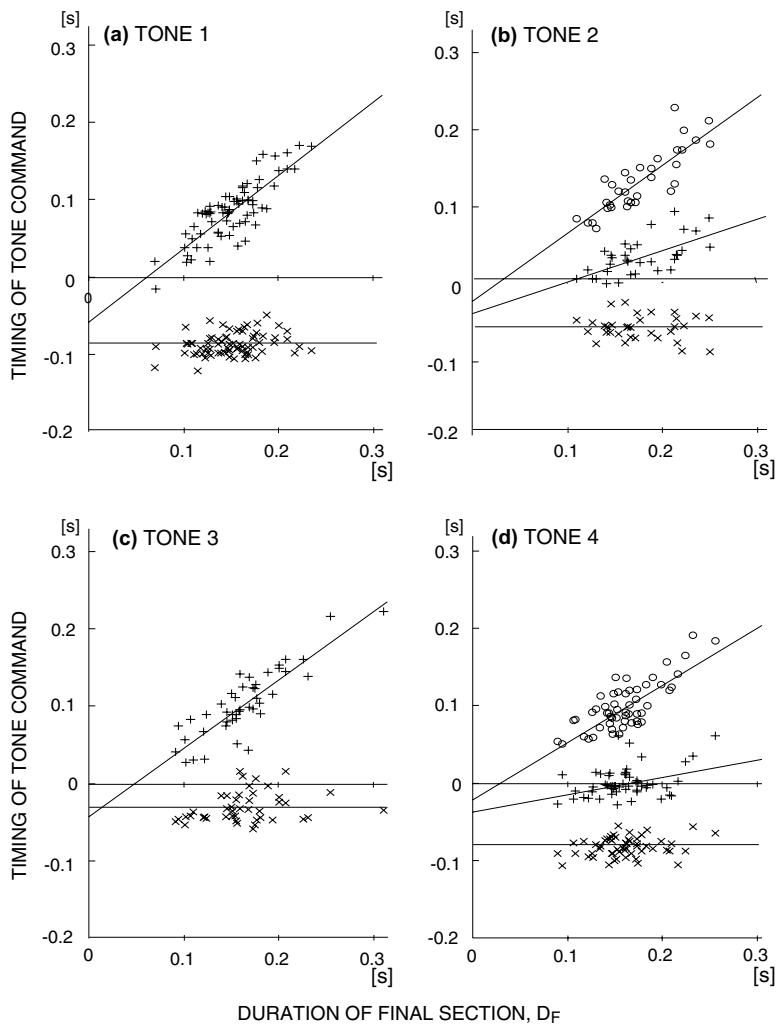 [s]
(a) TONE 1
0.3
0.2
0.1
0
0
-0.1
-0.2
0.1
0.2
0.3
[s]
TIMING OF TONE COMMAND
[s]
(b) TONE 2
0.3
0.2
0.1
0
-0.1
-0.2
0
0.1
0.2
0.3
[s]
[s]
(c) TONE 3
0.3
0.2
0.1
0
-0.1
-0.2
0
0.1
0.2
0.3
[s]
TIMING OF TONE COMMAND
[s]
(d) TONE 4
0.3
0.2
0.1
0
-0.1
-0.2
0
0.1
0.2
0.3
[s]
DURATION OF FINAL SECTION, DF